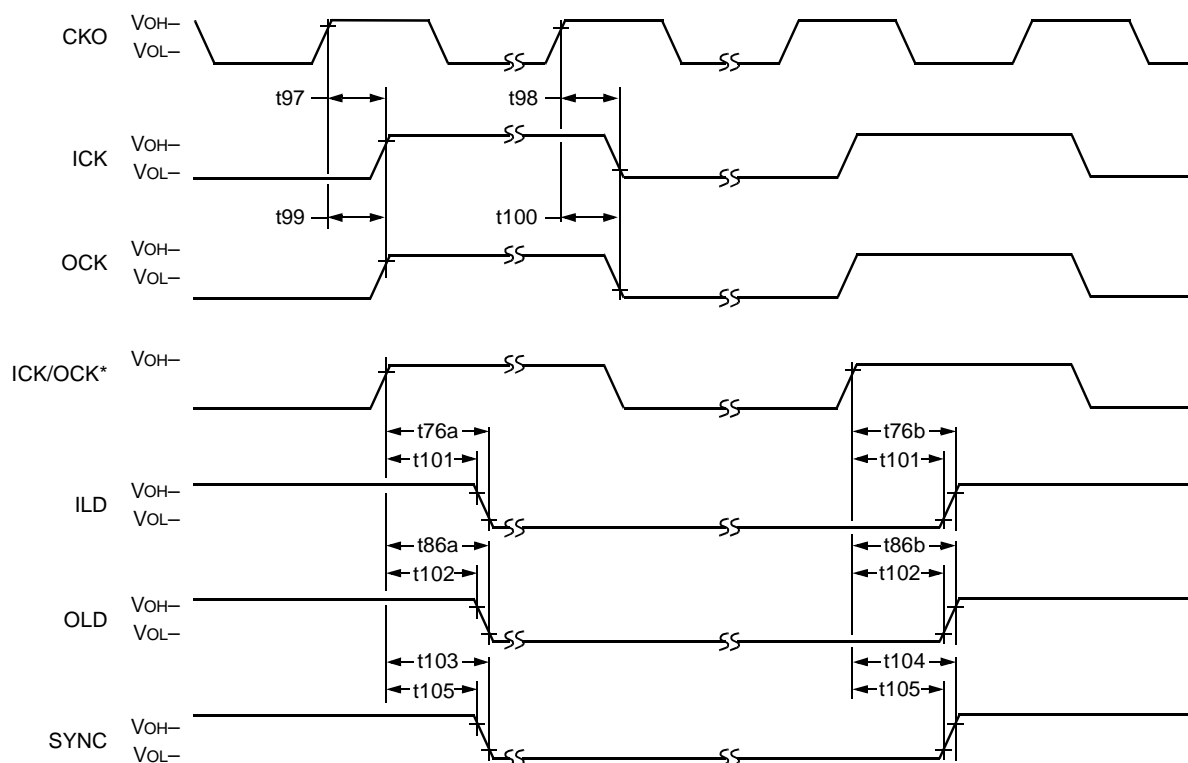 CKO VOH–
VOL–
t97 t98
ICK VOH–
VOL–
t99 t100
OCK VOH–
VOL–
ICK/OCK* VOH–
t76a t76b
t101 t101
ILD VOH–
VOL–
t86a t86b
t102 t102
OLD VOH–
VOL–
t103 t104
t105 t105
SYNC VOH–
VOL–